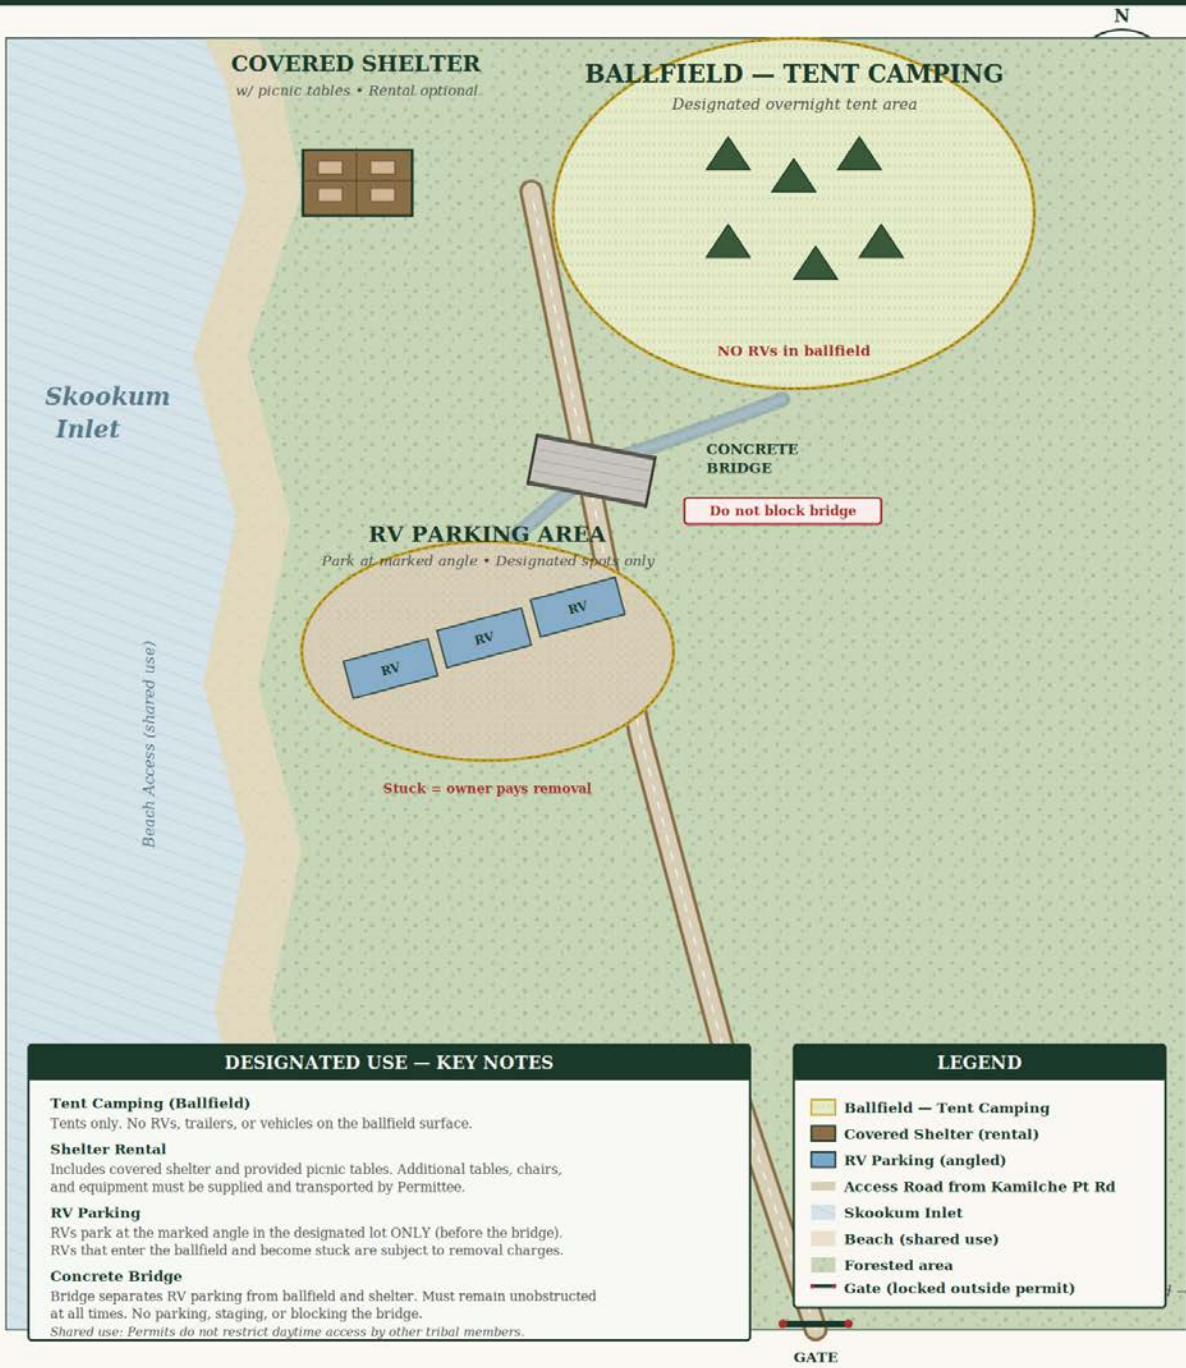 N
COVERED SHELTER
w/ picnic tables • Rental optional
BALLFIELD — TENT CAMPING
Designated overnight tent area
NO RVs in ballfield
Skookum
Inlet
CONCRETE
BRIDGE
Do not block bridge
RV PARKING AREA
Park at marked angle • Designated spots only
RV
RV
RV
Beach Access (shared use)
Stuck = owner pays removal
DESIGNATED USE — KEY NOTES
Tent Camping (Ballfield)
Tents only. No RVs, trailers, or vehicles on the ballfield surface.
Shelter Rental
Includes covered shelter and provided picnic tables. Additional tables, chairs,
and equipment must be supplied and transported by Permittee.
RV Parking
RVs park at the marked angle in the designated lot ONLY (before the bridge).
RVs that enter the ballfield and become stuck are subject to removal charges.
Concrete Bridge
Bridge separates RV parking from ballfield and shelter. Must remain unobstructed
at all times. No parking, staging, or blocking the bridge.
Shared use: Permits do not restrict daytime access by other tribal members.
LEGEND
Ballfield — Tent Camping
Covered Shelter (rental)
RV Parking (angled)
Access Road from Kamilche Pt Rd
Skookum Inlet
Beach (shared use)
Forested area
Gate (locked outside permit)
GATE